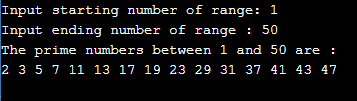 Input starting number of range: 1
Input ending number of range : 50
The prime numbers between 1 and 50 are :
2 3 5 7 11 13 17 19 23 29 31 37 41 43 47